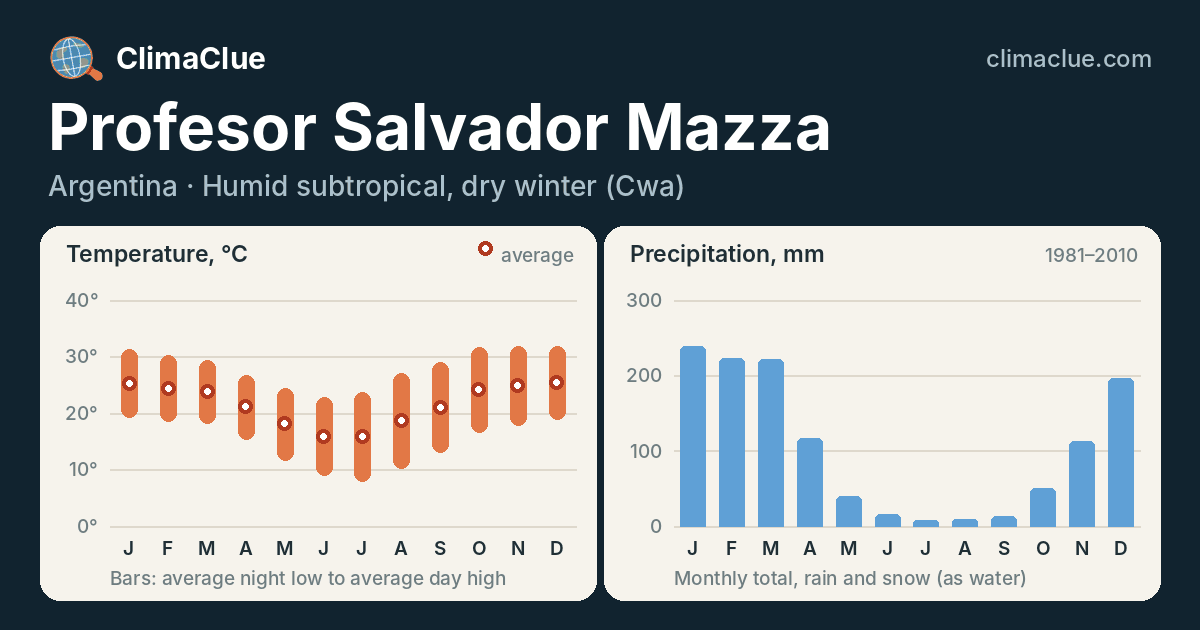 ClimaClue
climaclue.com
Profesor Salvador Mazza
Argentina · Humid subtropical, dry winter (Cwa)
Temperature, °C
average
40°
30°
20°
10°
0°
J F M A M J J A S O N D
Bars: average night low to average day high
Precipitation, mm
1981–2010
300
200
100
0
J F M A M J J A S O N D
Monthly total, rain and snow (as water)